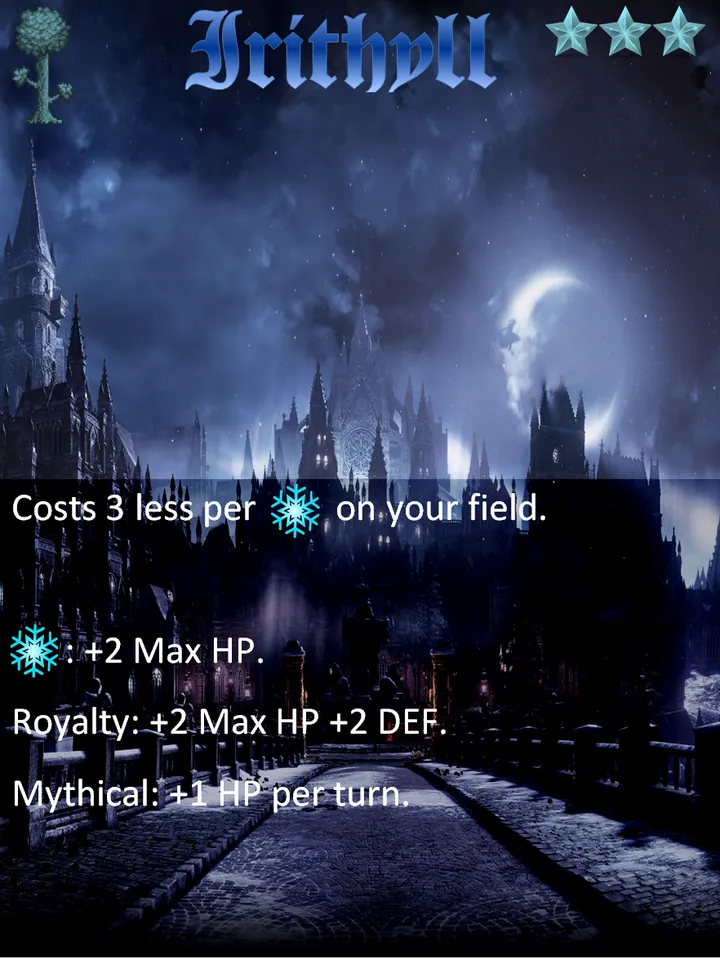 Irithyll
Costs 3 less per on your field.
: +2 Max HP.
Royalty: +2 Max HP +2 DEF.
Mythical: +1 HP per turn.